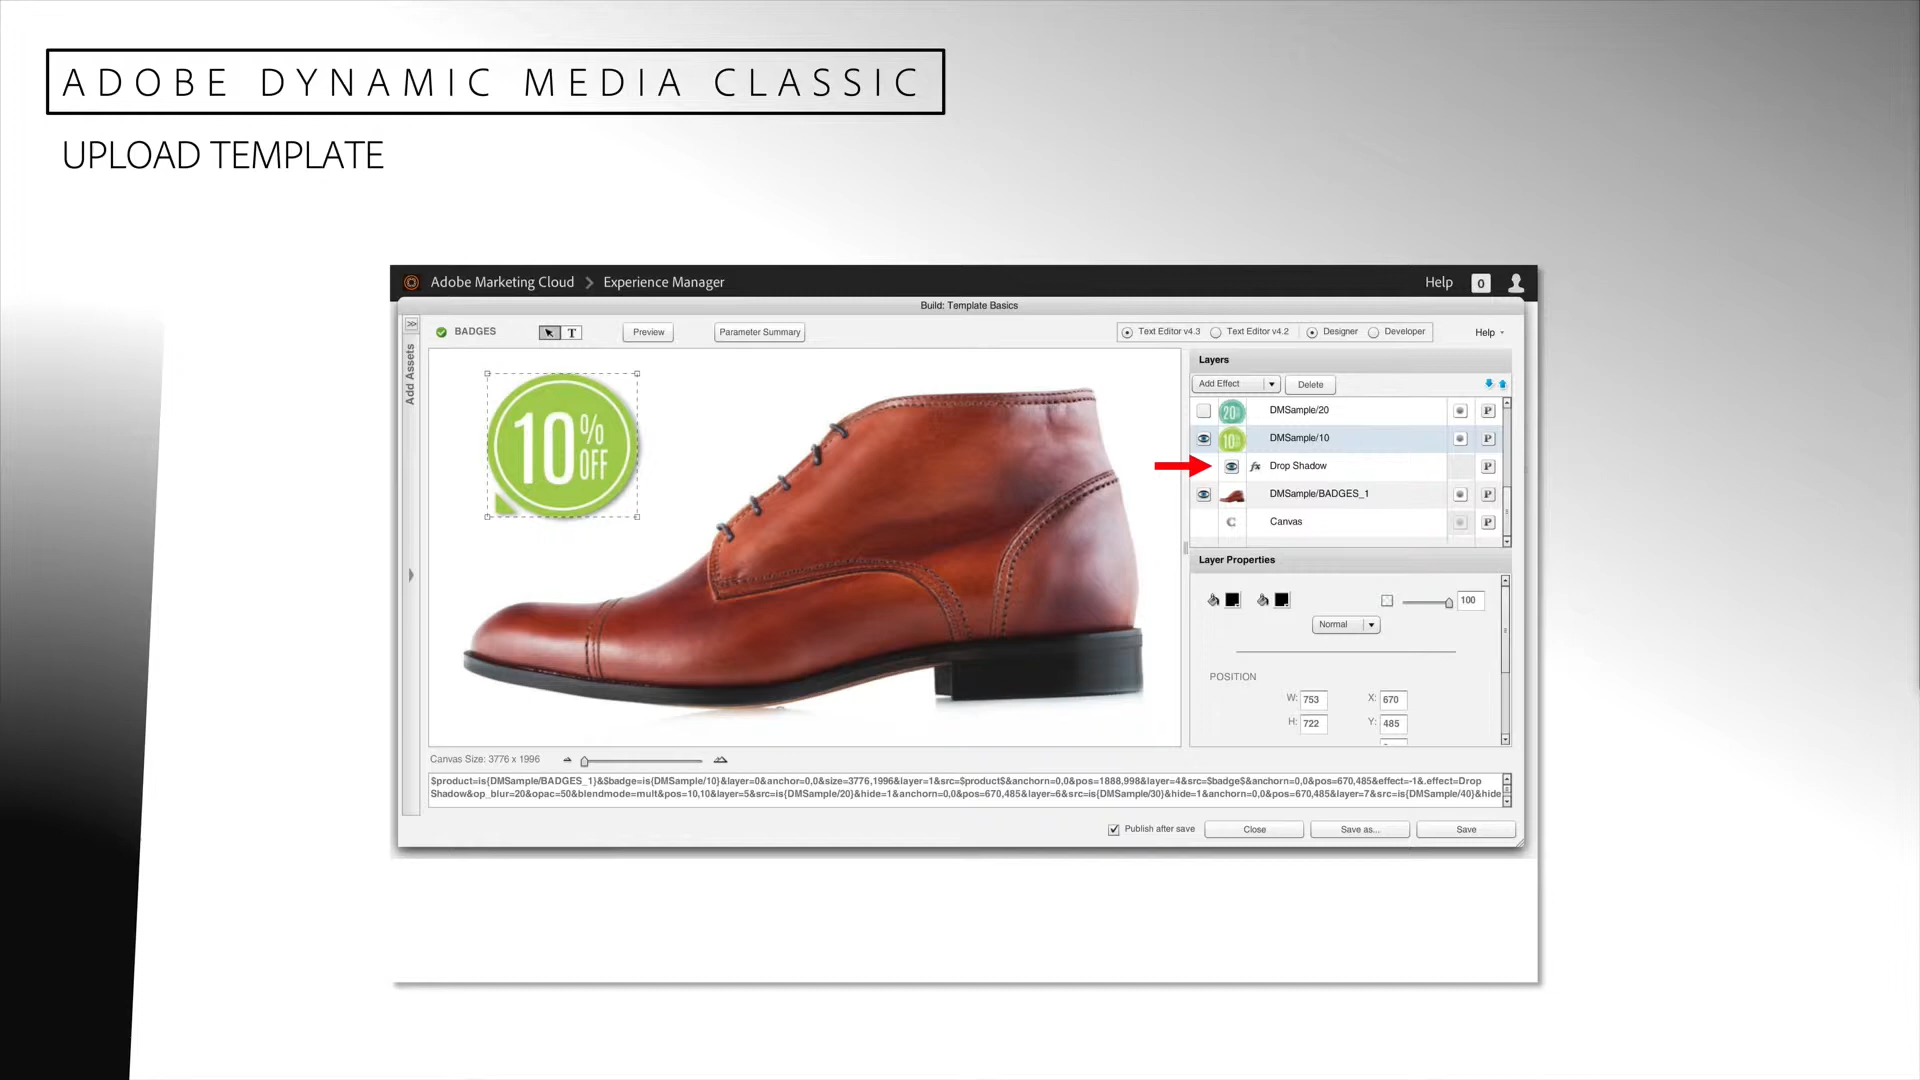 ADOBE DYNAMIC MEDIA CLASSIC
UPLOAD TEMPLATE
Adobe Marketing Cloud > Experience Manager
Help 0
Build: Template Basics
>> BADGES T Preview Parameter Summary Text Editor v4.3 Text Editor v4.2 Designer Developer Help
Add Assets
10% OFF
Layers
Add Effect Delete
20 DMSample/20 P
10% DMSample/10 P
fx Drop Shadow P
DMSample/BADGES_1 P
C Canvas P
Layer Properties
100
Normal
POSITION
W: 753 X: 670
H: 722 Y: 485
Canvas Size: 3776 x 1996
$product=is{DMSample/BADGES_1}&$badge=is{DMSample/10}&layer=0&anchor=0,0&size=3776,1996&layer=1&src=$product$&anchorn=0,0&pos=1888,998&layer=4&src=$badge$&anchorn=0,0&pos=670,485&effect=-1&.effect=Drop
Shadow&op_blur=20&opac=50&blendmode=mult&pos=10,10&layer=5&src=is{DMSample/20}&hide=1&anchorn=0,0&pos=670,485&layer=6&src=is{DMSample/30}&hide=1&anchorn=0,0&pos=670,485&layer=7&src=is{DMSample/40}&hide
Publish after save Close Save as... Save